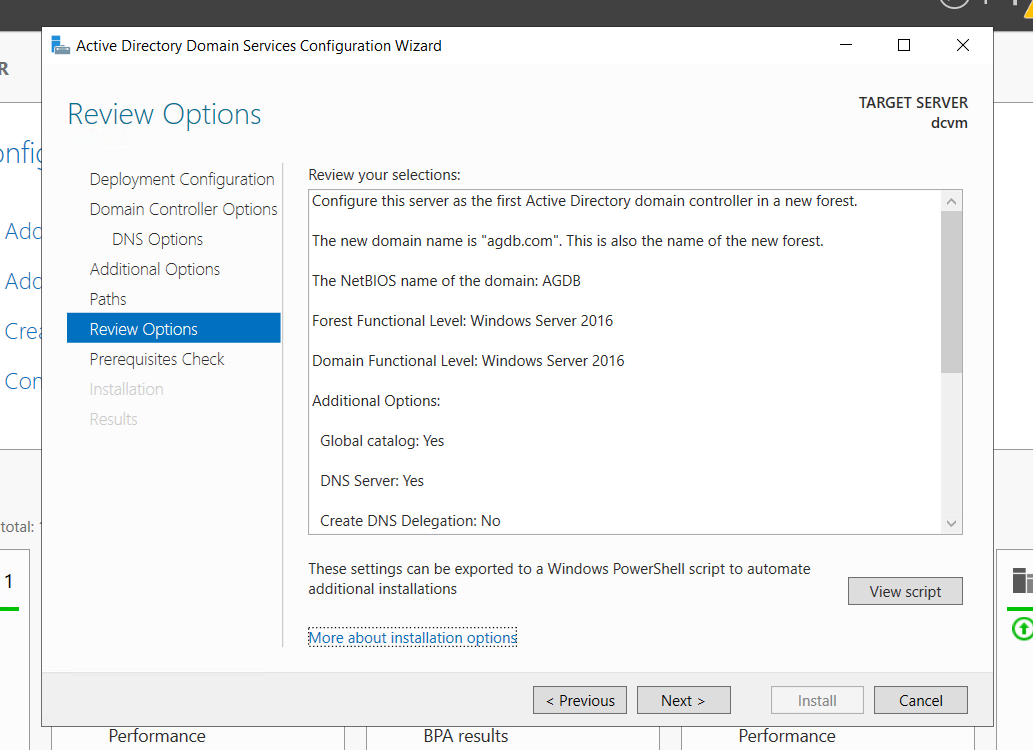 Active Directory Domain Services Configuration Wizard
Review Options
TARGET SERVER
dcvm
Deployment Configuration
Domain Controller Options
DNS Options
Additional Options
Paths
Review Options
Prerequisites Check
Installation
Results
Review your selections:
Configure this server as the first Active Directory domain controller in a new forest.
The new domain name is "agdb.com". This is also the name of the new forest.
The NetBIOS name of the domain: AGDB
Forest Functional Level: Windows Server 2016
Domain Functional Level: Windows Server 2016
Additional Options:
Global catalog: Yes
DNS Server: Yes
Create DNS Delegation: No
These settings can be exported to a Windows PowerShell script to automate
additional installations
View script
More about installation options
< Previous
Next >
Install
Cancel
total:
1
Performance
BPA results
Performance